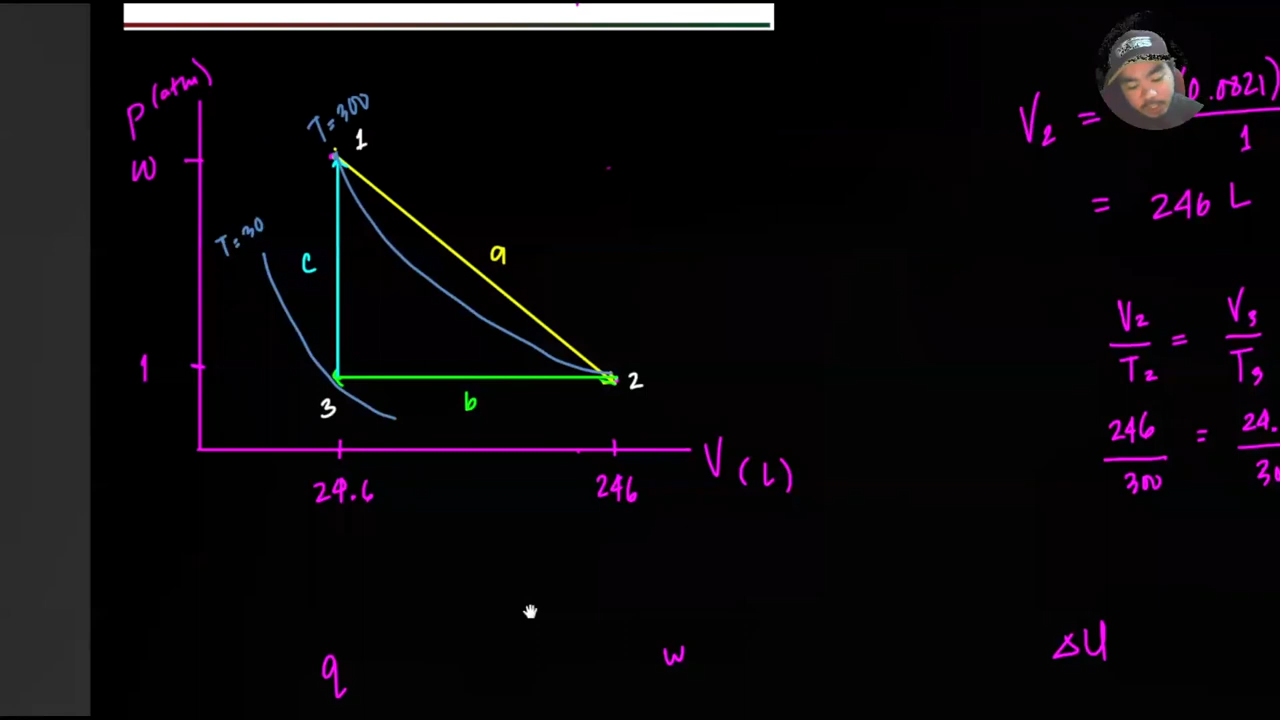 P (atm)
T=300
1
10
T=30
c
a
1
2
3
b
24.6
246
V (L)
q
w
ΔU
V₂ = (0.0821)
1
= 246 L
V₂ = V₃
T₂ T₃
246 = 24.
300